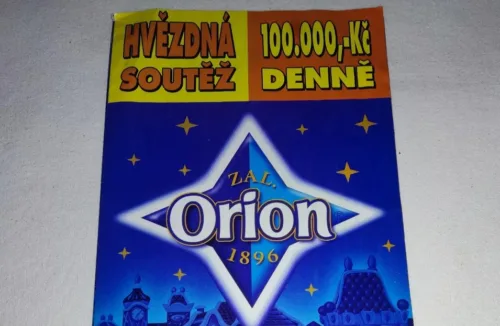 HVĚZDNÁ
SOUTĚŽ
100.000,-Kč
DENNĚ
ZAL.
Orion
1896